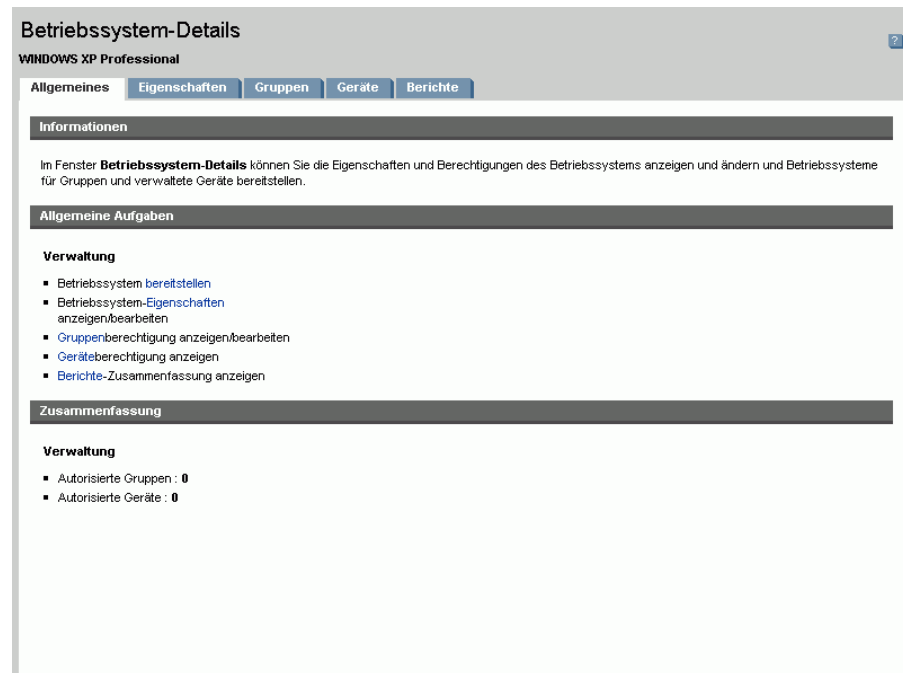 Betriebssystem-Details
?
WINDOWS XP Professional
Allgemeines Eigenschaften Gruppen Geräte Berichte
Informationen
Im Fenster Betriebssystem-Details können Sie die Eigenschaften und Berechtigungen des Betriebssystems anzeigen und ändern und Betriebssysteme
für Gruppen und verwaltete Geräte bereitstellen.
Allgemeine Aufgaben
Verwaltung
▪ Betriebssystem bereitstellen
▪ Betriebssystem-Eigenschaften
anzeigen/bearbeiten
▪ Gruppenberechtigung anzeigen/bearbeiten
▪ Geräteberechtigung anzeigen
▪ Berichte-Zusammenfassung anzeigen
Zusammenfassung
Verwaltung
▪ Autorisierte Gruppen : 0
▪ Autorisierte Geräte : 0